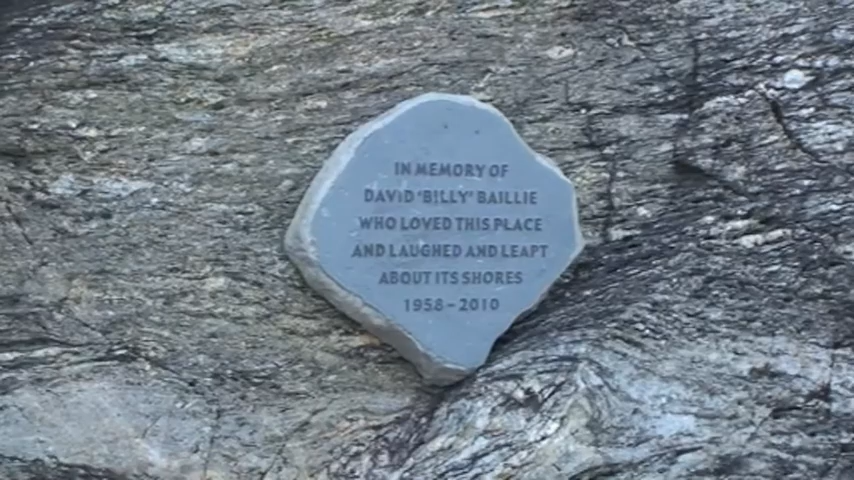 IN MEMORY OF
DAVID 'BILLY' BAILLIE
WHO LOVED THIS PLACE
AND LAUGHED AND LEAPT
ABOUT ITS SHORES
1958-2010